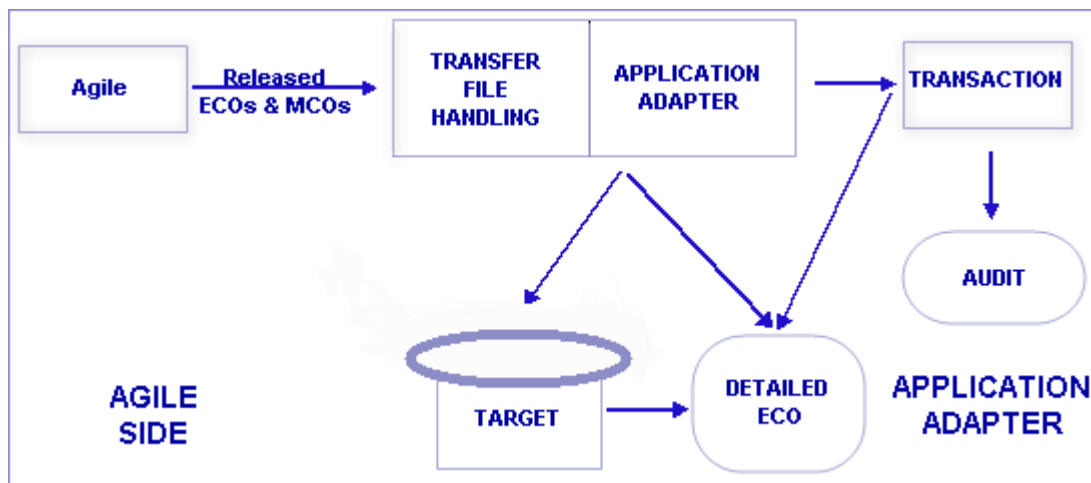 Agile
Released
ECOs & MCOs
TRANSFER
FILE
HANDLING
APPLICATION
ADAPTER
TRANSACTION
AUDIT
TARGET
DETAILED
ECO
AGILE
SIDE
APPLICATION
ADAPTER